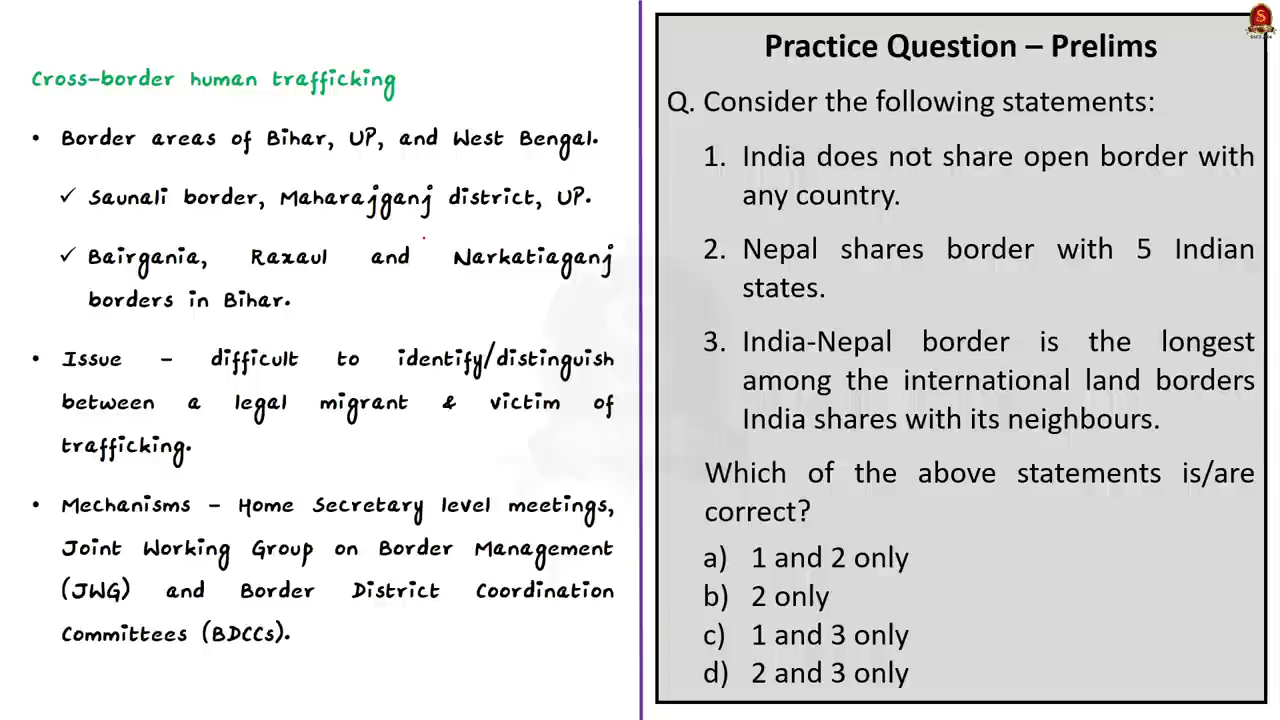 Cross-border human trafficking
• Border areas of Bihar, UP, and West Bengal.
✓ Saunali border, Maharajganj district, UP.
✓ Bairgania, Raxaul and Narkatiaganj
borders in Bihar.
• Issue - difficult to identify/distinguish
between a legal migrant & victim of
trafficking.
• Mechanisms - Home Secretary level meetings,
Joint Working Group on Border Management
(JWG) and Border District Coordination
Committees (BDCCs).
Practice Question – Prelims
Q. Consider the following statements:
1. India does not share open border with
any country.
2. Nepal shares border with 5 Indian
states.
3. India-Nepal border is the longest
among the international land borders
India shares with its neighbours.
Which of the above statements is/are
correct?
a) 1 and 2 only
b) 2 only
c) 1 and 3 only
d) 2 and 3 only